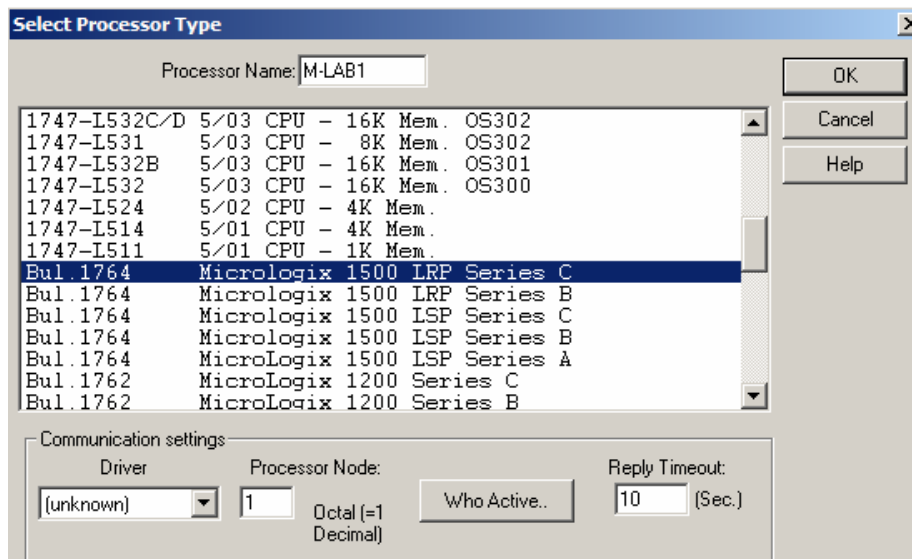 Select Processor Type
Processor Name: M-LAB1
OK
Cancel
Help
1747-L532C/D 5/03 CPU - 16K Mem. OS302
1747-L531 5/03 CPU - 8K Mem. OS302
1747-L532B 5/03 CPU - 16K Mem. OS301
1747-L532 5/03 CPU - 16K Mem. OS300
1747-L524 5/02 CPU - 4K Mem.
1747-L514 5/01 CPU - 4K Mem.
1747-L511 5/01 CPU - 1K Mem.
Bul.1764 Micrologix 1500 LRP Series C
Bul.1764 Micrologix 1500 LRP Series B
Bul.1764 Micrologix 1500 LSP Series C
Bul.1764 Micrologix 1500 LSP Series B
Bul.1764 MicroLogix 1500 LSP Series A
Bul.1762 MicroLogix 1200 Series C
Bul.1762 MicroLogix 1200 Series B
Communication settings
Driver
(unknown)
Processor Node:
1
Octal (=1
Decimal)
Who Active..
Reply Timeout:
10 (Sec.)